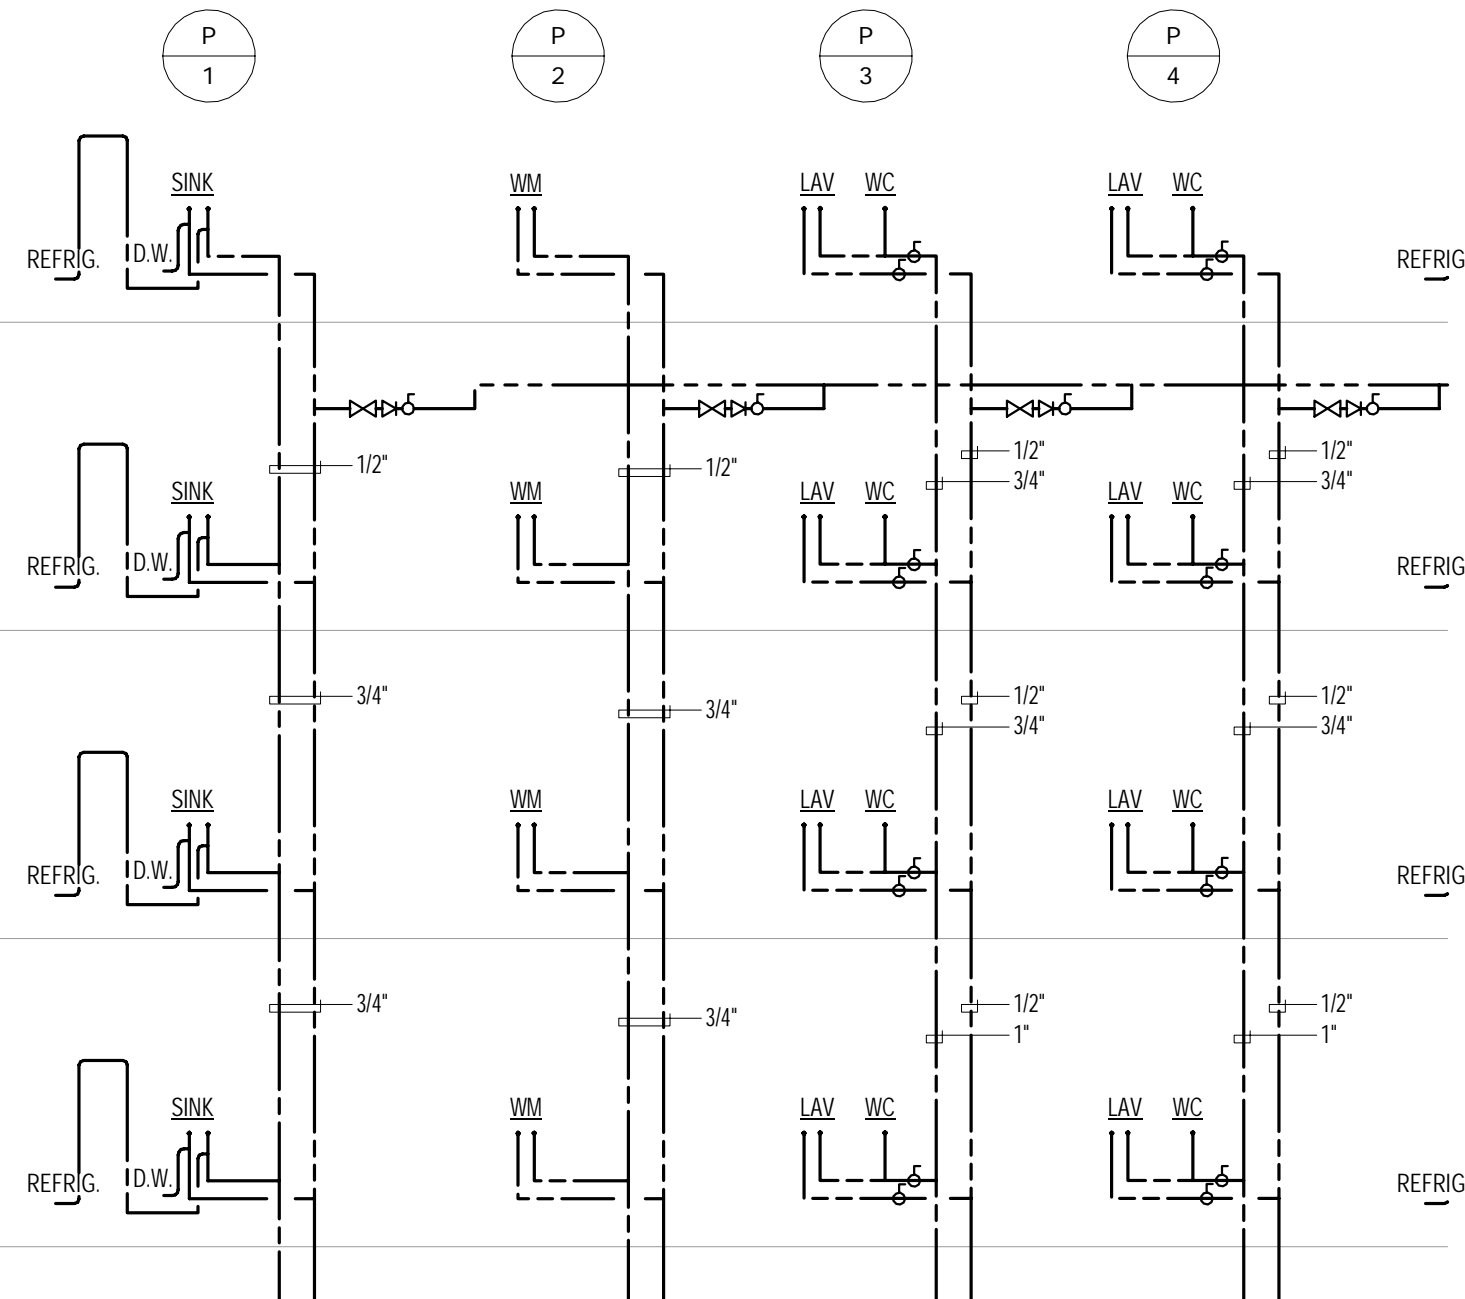 P P P P
1 2 3 4
SINK WM LAV WC LAV WC
REFRIG. D.W. REFRIG
1/2" 1/2" 1/2" 1/2"
3/4" 3/4"
SINK WM LAV WC LAV WC
REFRIG. D.W. REFRIG
3/4" 3/4" 1/2" 1/2"
3/4" 3/4"
SINK WM LAV WC LAV WC
REFRIG. D.W. REFRIG
3/4" 3/4" 1/2" 1/2"
1" 1"
SINK WM LAV WC LAV WC
REFRIG. D.W. REFRIG